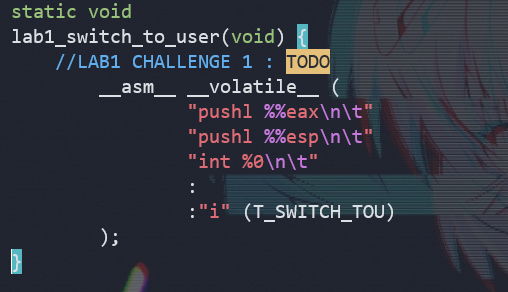 static void
lab1_switch_to_user(void) {
    //LAB1 CHALLENGE 1 : TODO
        __asm__ __volatile__ (
                "pushl %%eax\n\t"
                "pushl %%esp\n\t"
                "int %0\n\t"
                :
                :"i" (T_SWITCH_TOU)
        );
}